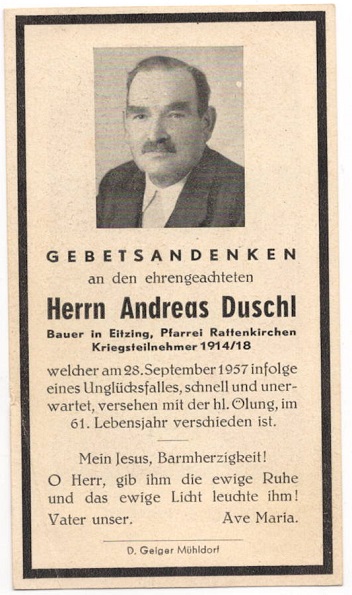 GEBETSANDENKEN
an den ehrengeachteten
Herrn Andreas Duschl
Bauer in Eitzing, Pfarrei Rattenkirchen
Kriegsteilnehmer 1914/18
welcher am 28. September 1957 infolge
eines Unglücksfalles, schnell und uner-
wartet, versehen mit der hl. Ölung, im
61. Lebensjahr verschieden ist.
Mein Jesus, Barmherzigkeit!
O Herr, gib ihm die ewige Ruhe
und das ewige Licht leuchte ihm!
Vater unser. Ave Maria.
D. Geiger Mühldorf